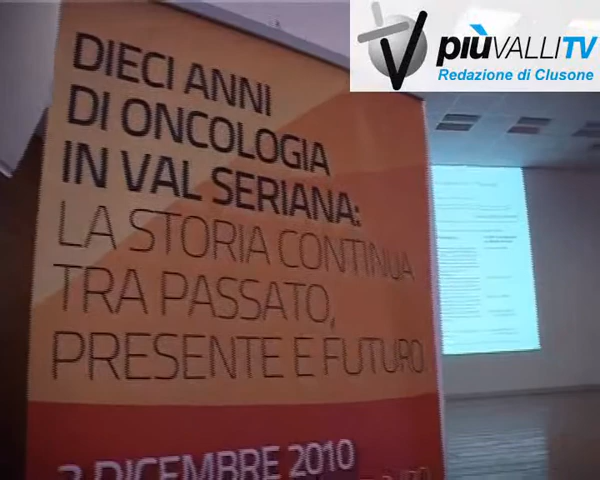 DIECI ANNI
DI ONCOLOGIA
IN VAL SERIANA:
LA STORIA CONTINUA
TRA PASSATO,
PRESENTE E FUTURO
DICEMBRE 2010
piùVALLITV
Redazione di Clusone